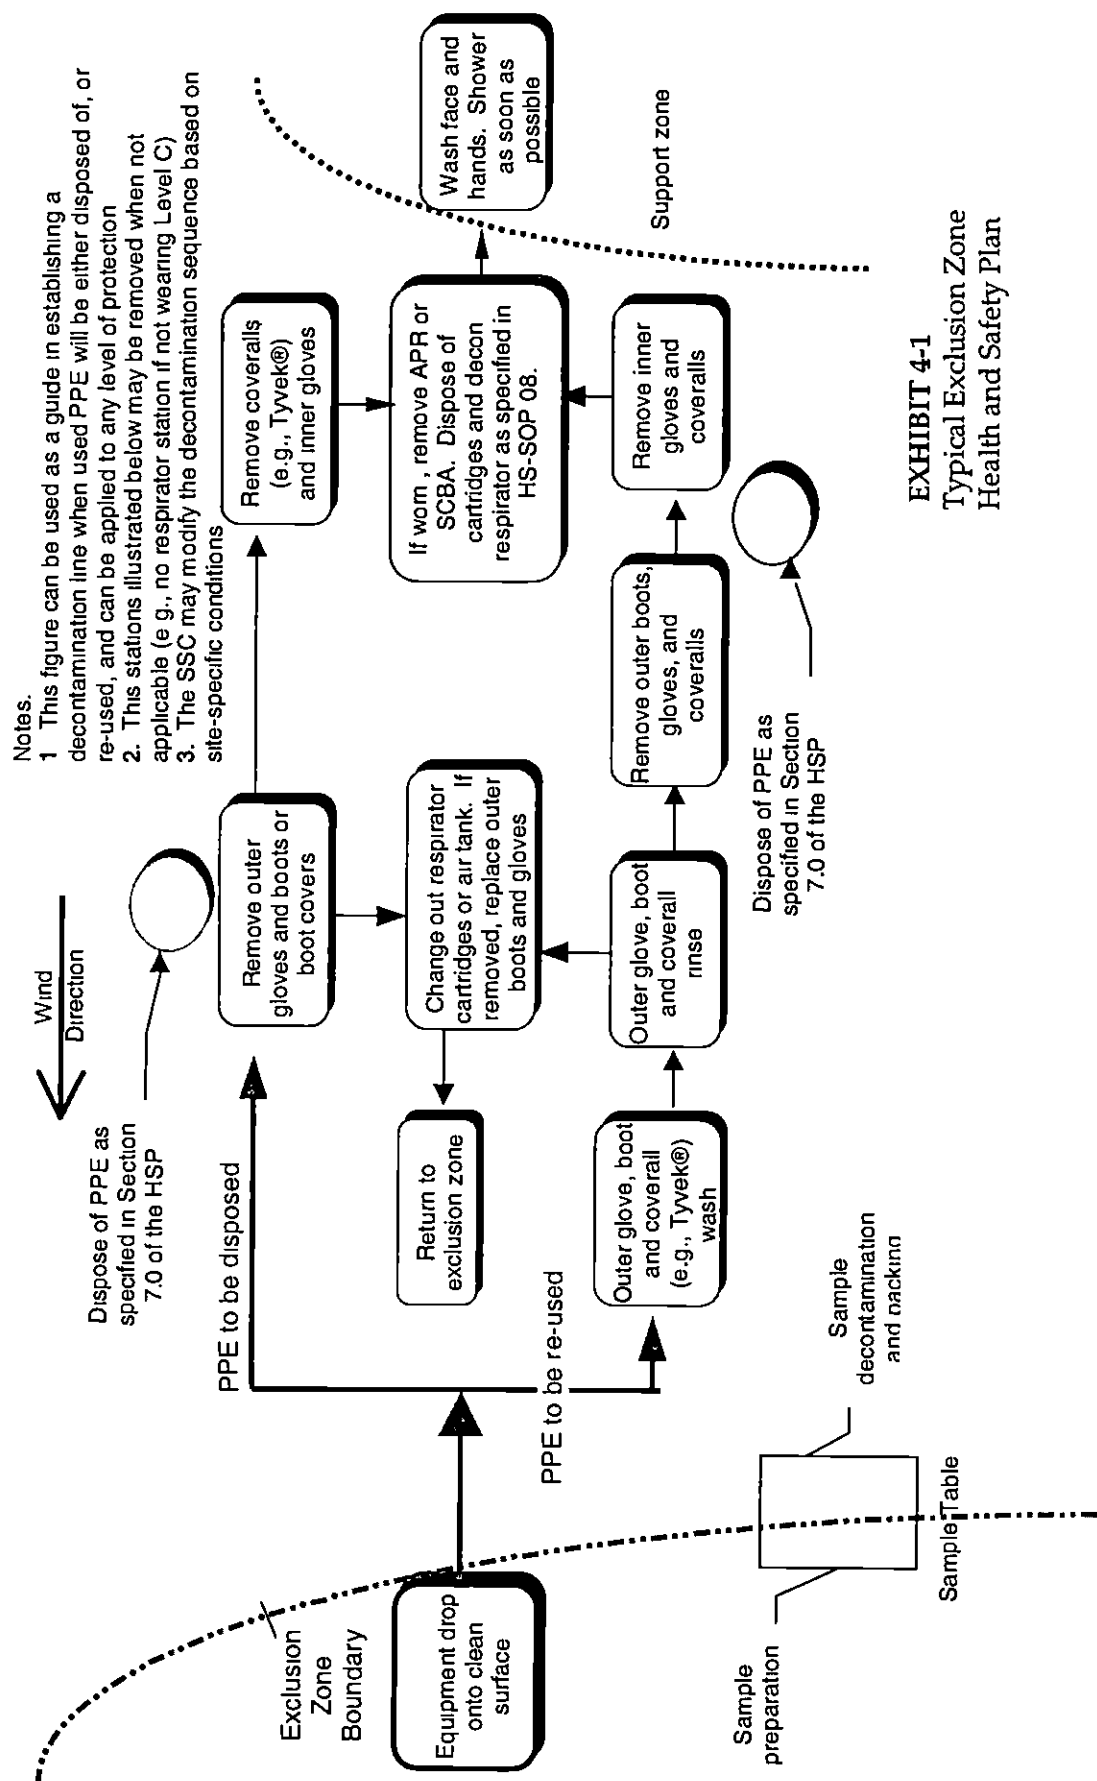 Notes.
1 This figure can be used as a guide in establishing a
decontamination line when used PPE will be either disposed of, or
re-used, and can be applied to any level of protection
2. This stations illustrated below may be removed when not
applicable (e g., no respirator station if not wearing Level C)
3. The SSC may modify the decontamination sequence based on
site-specific conditions
Wind
Direction
Dispose of PPE as
specified in Section
7.0 of the HSP
Exclusion
Zone
Boundary
Equipment drop
onto clean
surface
PPE to be disposed
PPE to be re-used
Remove outer
gloves and boots or
boot covers
Remove coveralls
(e.g., Tyvek®)
and inner gloves
Return to
exclusion zone
Change out respirator
cartridges or air tank. If
removed, replace outer
boots and gloves
If worn , remove APR or
SCBA. Dispose of
cartridges and decon
respirator as specified in
HS-SOP 08.
Wash face and
hands. Shower
as soon as
possible
Outer glove, boot
and coverall
(e.g., Tyvek®)
wash
Outer glove, boot
and coverall
rinse
Remove outer boots,
gloves, and
coveralls
Remove inner
gloves and
coveralls
Support zone
Dispose of PPE as
specified in Section
7.0 of the HSP
Sample
preparation
Sample
decontamination
and packing
Sample Table
EXHIBIT 4-1
Typical Exclusion Zone
Health and Safety Plan